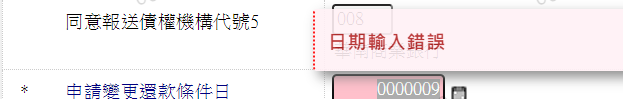 同意報送債權機構代號5
008
日期輸入錯誤
* 申請變更還款條件日
0000009